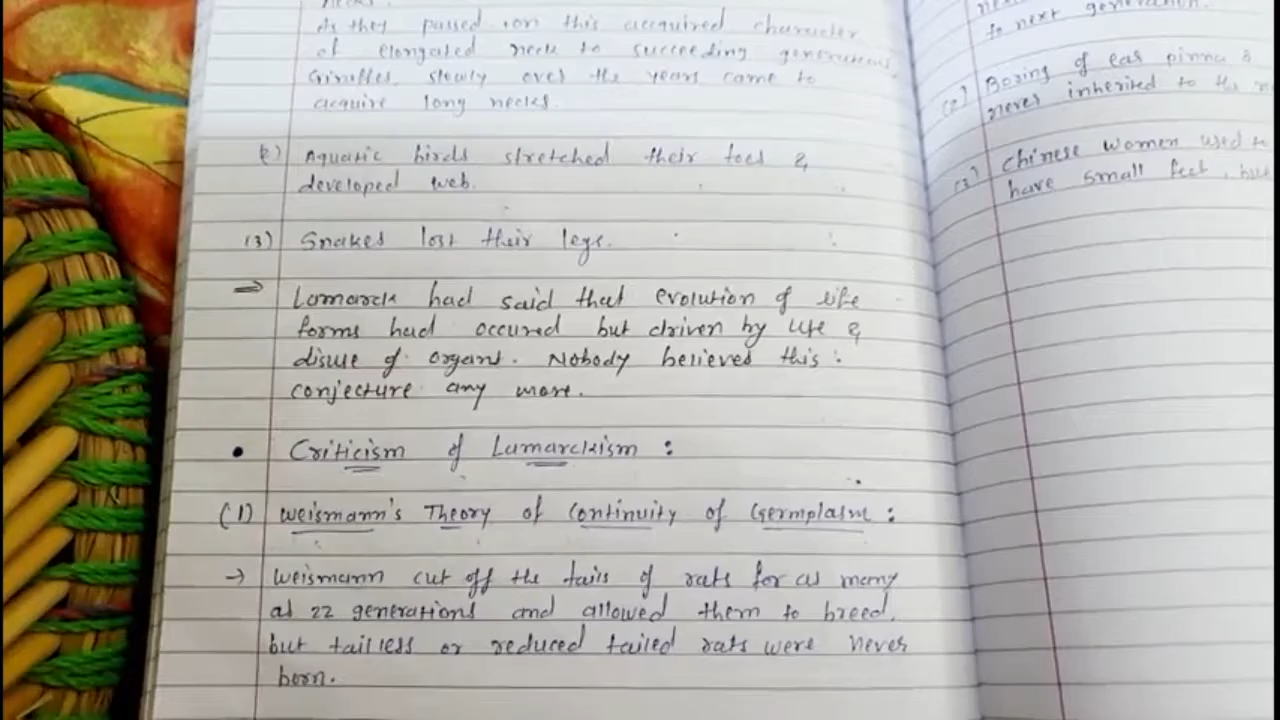 necks.
As they passed on this acquired character
of elongated neck to succeeding generations,
Giraffes, slowly over the years came to
acquire long necks.
(2) Aquatic birds stretched their toes &
developed web.
(3) Snakes lost their legs.
⇒ Lamarck had said that evolution of life
forms had occured but driven by use &
disuse of organs. Nobody believed this
conjecture any more.
• Criticism of Lamarckism :
(1) Weismann's Theory of Continuity of Germplasm :
→ Weismann cut off the tails of rats for as many
as 22 generations and allowed them to breed,
but tailless or reduced tailed rats were never
born.
to next generation.
(2) Boring of ear pinna &
never inherited to the
(3) Chinese women used to
have small feet, but